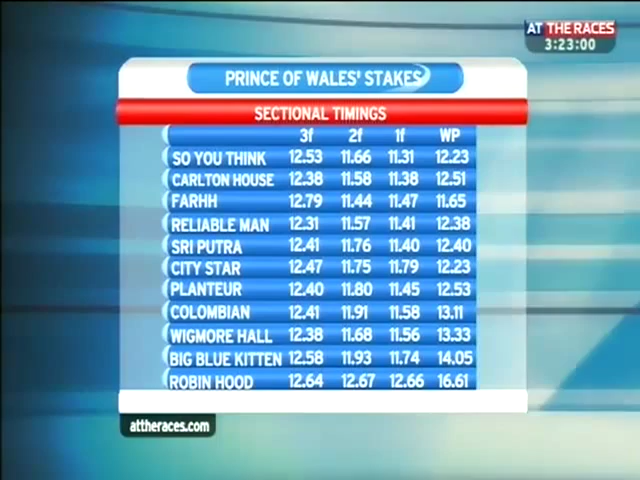 AT THE RACES
3:23:00
PRINCE OF WALES' STAKES
SECTIONAL TIMINGS
3f 2f 1f WP
SO YOU THINK 12.53 11.66 11.31 12.23
CARLTON HOUSE 12.38 11.58 11.38 12.51
FARHH 12.79 11.44 11.47 11.65
RELIABLE MAN 12.31 11.57 11.41 12.38
SRI PUTRA 12.41 11.76 11.40 12.40
CITY STAR 12.47 11.75 11.79 12.23
PLANTEUR 12.40 11.80 11.45 12.53
COLOMBIAN 12.41 11.91 11.58 13.11
WIGMORE HALL 12.38 11.68 11.56 13.33
BIG BLUE KITTEN 12.58 11.93 11.74 14.05
ROBIN HOOD 12.64 12.67 12.66 16.61
attheraces.com